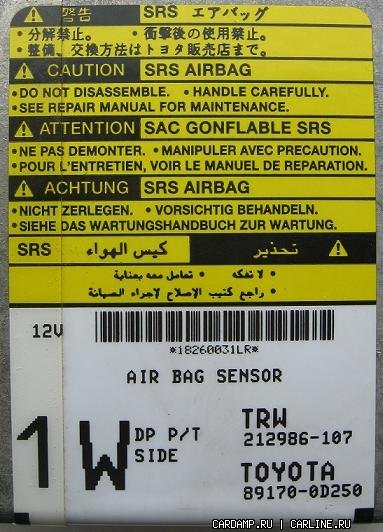 警告 SRS エアバッグ
・分解禁止。 ・衝撃後の使用禁止。
・整備、交換方法はトヨタ販売店まで。
CAUTION SRS AIRBAG
•DO NOT DISASSEMBLE. •HANDLE CAREFULLY.
•SEE REPAIR MANUAL FOR MAINTENANCE.
ATTENTION SAC GONFLABLE SRS
•NE PAS DEMONTER. •MANIPULER AVEC PRECAUTION.
•POUR L'ENTRETIEN, VOIR LE MANUEL DE REPARATION.
ACHTUNG SRS AIRBAG
•NICHT ZERLEGEN. •VORSICHTIG BEHANDELN.
•SIEHE DAS WARTUNGSHANDBUCH ZUR WARTUNG.
تحذير كيس الهواء SRS
• لا تفكه • تعامل معه بعناية
• راجع كتيب الإصلاح لإجراء الصيانة
12V
*18260031LR*
AIR BAG SENSOR
1 W DP P/T SIDE
TRW
212986-107
TOYOTA
89170-0D250
CARDAMP.RU | CARLINE.RU